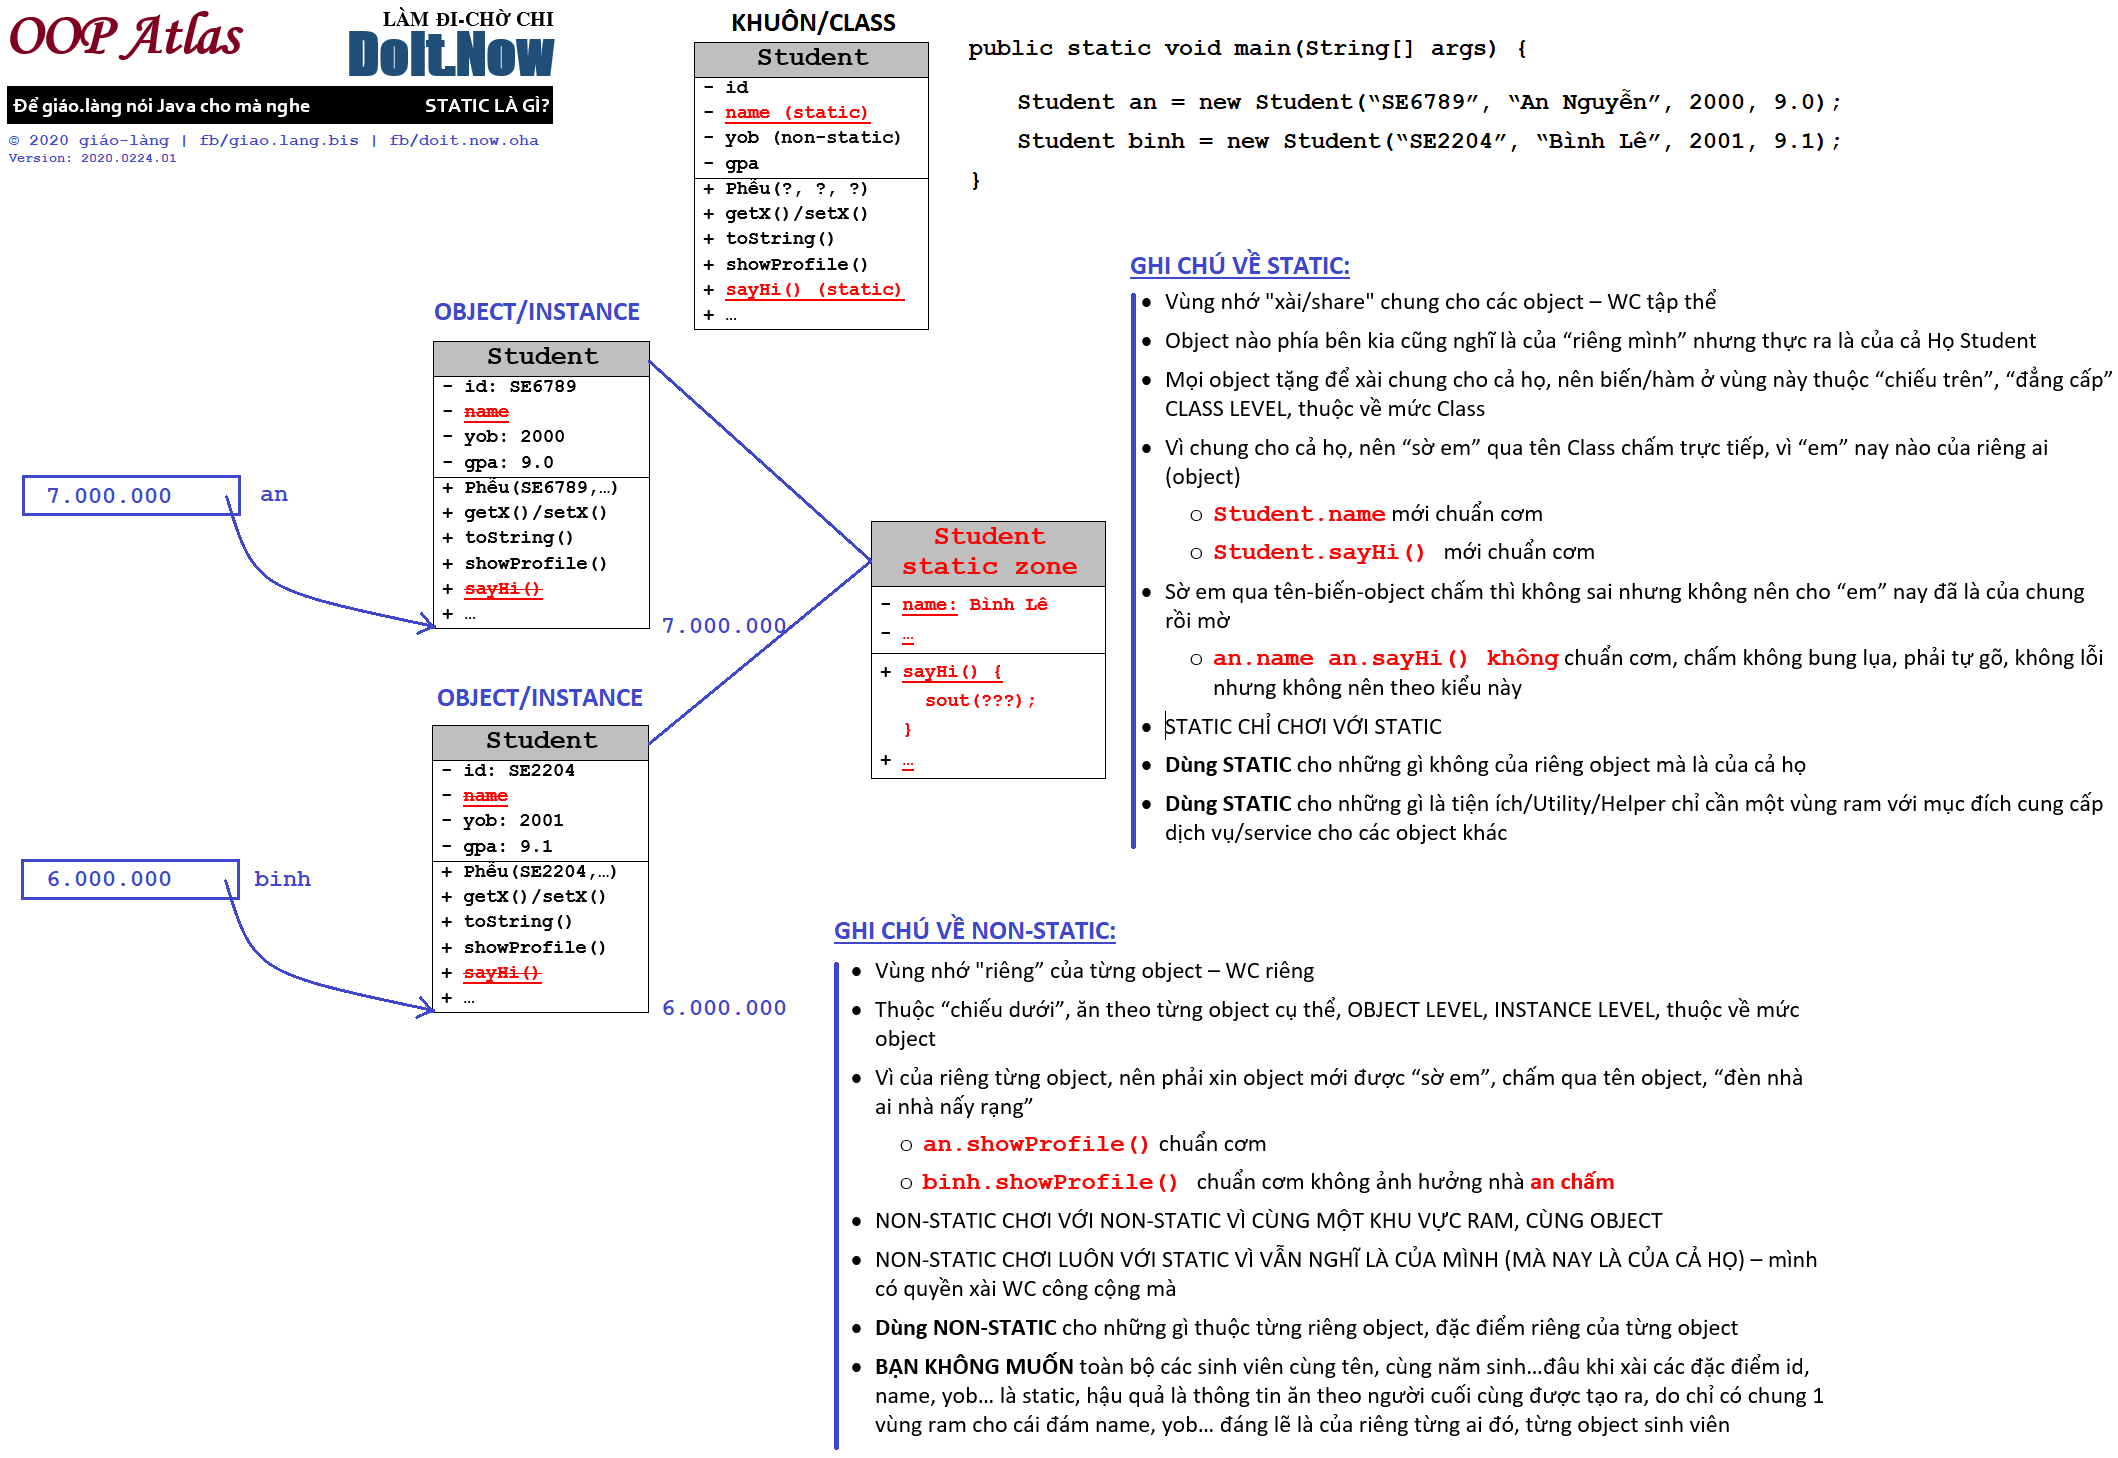 OOP Atlas
LÀM ĐI-CHỜ CHI
DoIt.Now
Để giáo.làng nói Java cho mà nghe
STATIC LÀ GÌ?
© 2020 giáo-làng | fb/giao.lang.bis | fb/doit.now.oha
Version: 2020.0224.01
KHUÔN/CLASS
Student
- id
- name (static)
- yob (non-static)
- gpa
+ Phễu(?, ?, ?)
+ getX()/setX()
+ toString()
+ showProfile()
+ sayHi() (static)
+ …
public static void main(String[] args) {
Student an = new Student(“SE6789”, “An Nguyễn”, 2000, 9.0);
Student binh = new Student(“SE2204”, “Bình Lê”, 2001, 9.1);
}
OBJECT/INSTANCE
Student
- id: SE6789
- name
- yob: 2000
- gpa: 9.0
+ Phễu(SE6789,…)
+ getX()/setX()
+ toString()
+ showProfile()
+ sayHi()
+ …
7.000.000
an
7.000.000
OBJECT/INSTANCE
Student
- id: SE2204
- name
- yob: 2001
- gpa: 9.1
+ Phễu(SE2204,…)
+ getX()/setX()
+ toString()
+ showProfile()
+ sayHi()
+ …
6.000.000
binh
6.000.000
Student
static zone
- name: Bình Lê
- …
+ sayHi() {
sout(???);
}
+ …
GHI CHÚ VỀ STATIC:
• Vùng nhớ "xài/share" chung cho các object – WC tập thể
• Object nào phía bên kia cũng nghĩ là của “riêng mình” nhưng thực ra là của cả Họ Student
• Mọi object tặng để xài chung cho cả họ, nên biến/hàm ở vùng này thuộc “chiếu trên”, “đẳng cấp”
CLASS LEVEL, thuộc về mức Class
• Vì chung cho cả họ, nên “sờ em” qua tên Class chấm trực tiếp, vì “em” nay nào của riêng ai
(object)
o Student.name mới chuẩn cơm
o Student.sayHi() mới chuẩn cơm
• Sờ em qua tên-biến-object chấm thì không sai nhưng không nên cho “em” nay đã là của chung
rồi mờ
o an.name an.sayHi() không chuẩn cơm, chấm không bung lụa, phải tự gõ, không lỗi
nhưng không nên theo kiểu này
• STATIC CHỈ CHƠI VỚI STATIC
• Dùng STATIC cho những gì không của riêng object mà là của cả họ
• Dùng STATIC cho những gì là tiện ích/Utility/Helper chỉ cần một vùng ram với mục đích cung cấp
dịch vụ/service cho các object khác
GHI CHÚ VỀ NON-STATIC:
• Vùng nhớ "riêng” của từng object – WC riêng
• Thuộc “chiếu dưới”, ăn theo từng object cụ thể, OBJECT LEVEL, INSTANCE LEVEL, thuộc về mức
object
• Vì của riêng từng object, nên phải xin object mới được “sờ em”, chấm qua tên object, “đèn nhà
ai nhà nấy rạng”
o an.showProfile() chuẩn cơm
o binh.showProfile() chuẩn cơm không ảnh hưởng nhà an chấm
• NON-STATIC CHƠI VỚI NON-STATIC VÌ CÙNG MỘT KHU VỰC RAM, CÙNG OBJECT
• NON-STATIC CHƠI LUÔN VỚI STATIC VÌ VẪN NGHĨ LÀ CỦA MÌNH (MÀ NAY LÀ CỦA CẢ HỌ) – mình
có quyền xài WC công cộng mà
• Dùng NON-STATIC cho những gì thuộc từng riêng object, đặc điểm riêng của từng object
• BẠN KHÔNG MUỐN toàn bộ các sinh viên cùng tên, cùng năm sinh…đâu khi xài các đặc điểm id,
name, yob… là static, hậu quả là thông tin ăn theo người cuối cùng được tạo ra, do chỉ có chung 1
vùng ram cho cái đám name, yob… đáng lẽ là của riêng từng ai đó, từng object sinh viên